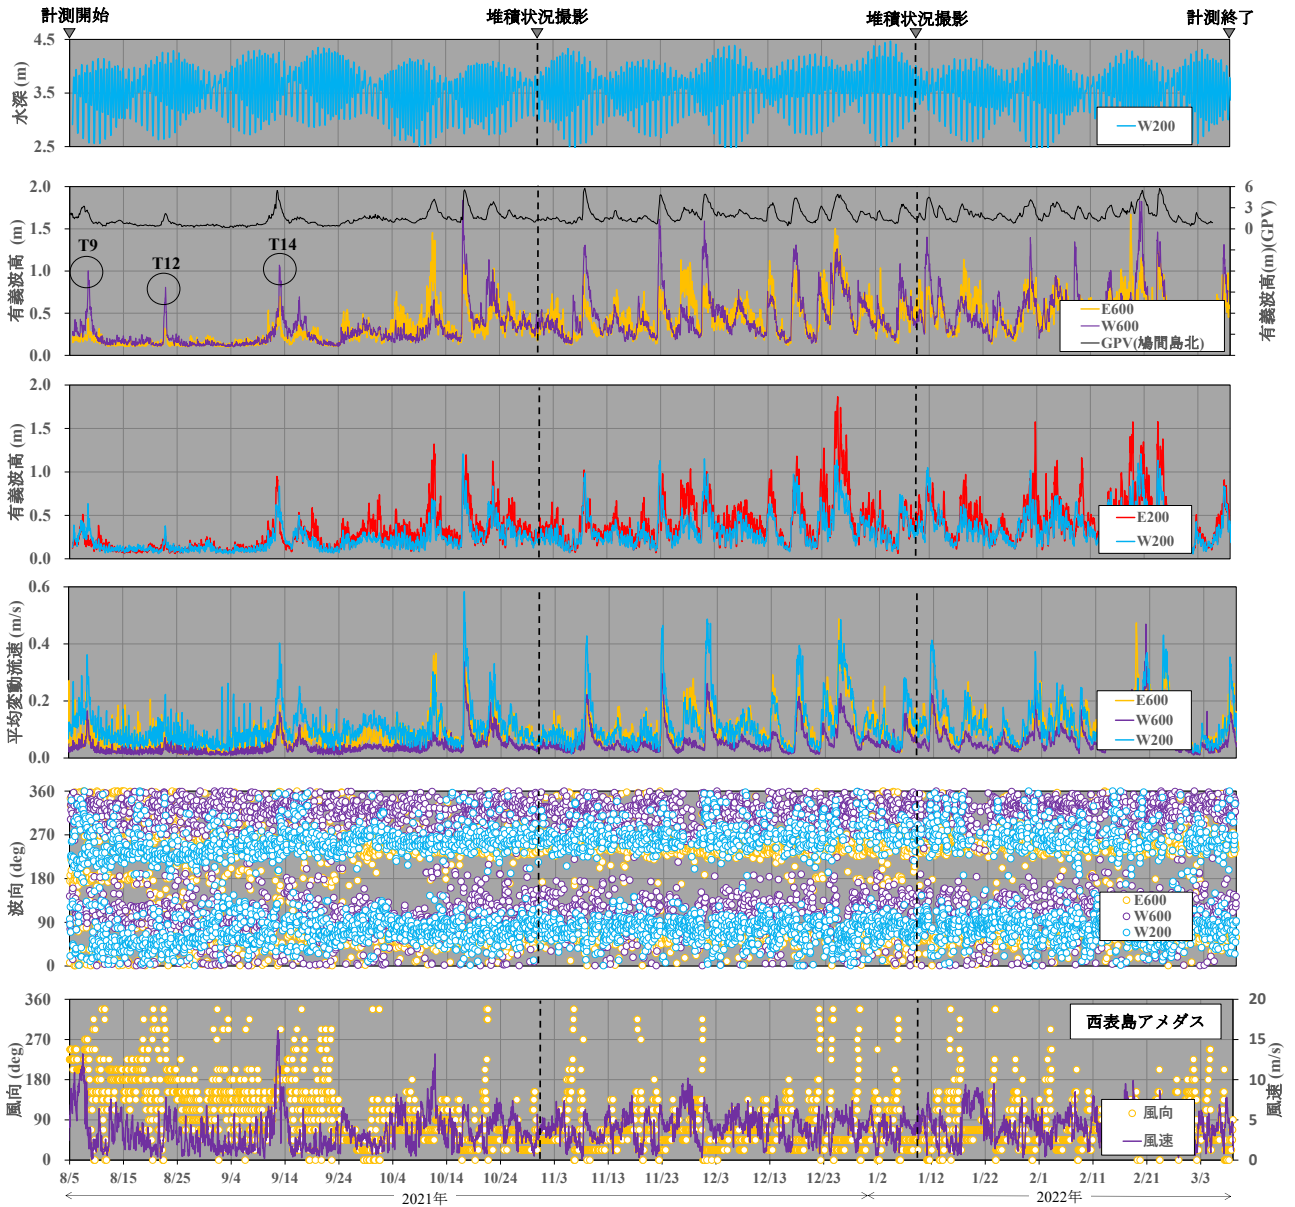 計測開始 堆積状況撮影 堆積状況撮影 計測終了
水深 (m)
4.5
3.5
2.5
W200
有義波高 (m)
2.0
1.5
1.0
0.5
0.0
T9
T12
T14
6
3
0
有義波高(m)(GPV)
E600
W600
GPV(鳩間島北)
有義波高 (m)
2.0
1.5
1.0
0.5
0.0
E200
W200
平均変動流速 (m/s)
0.6
0.4
0.2
0.0
E600
W600
W200
波向 (deg)
360
270
180
90
0
E600
W600
W200
風向 (deg)
360
270
180
90
0
西表島アメダス
風向
風速
20
15
10
5
0
風速 (m/s)
8/5 8/15 8/25 9/4 9/14 9/24 10/4 10/14 10/24 11/3 11/13 11/23 12/3 12/13 12/23 1/2 1/12 1/22 2/1 2/11 2/21 3/3
2021年 2022年